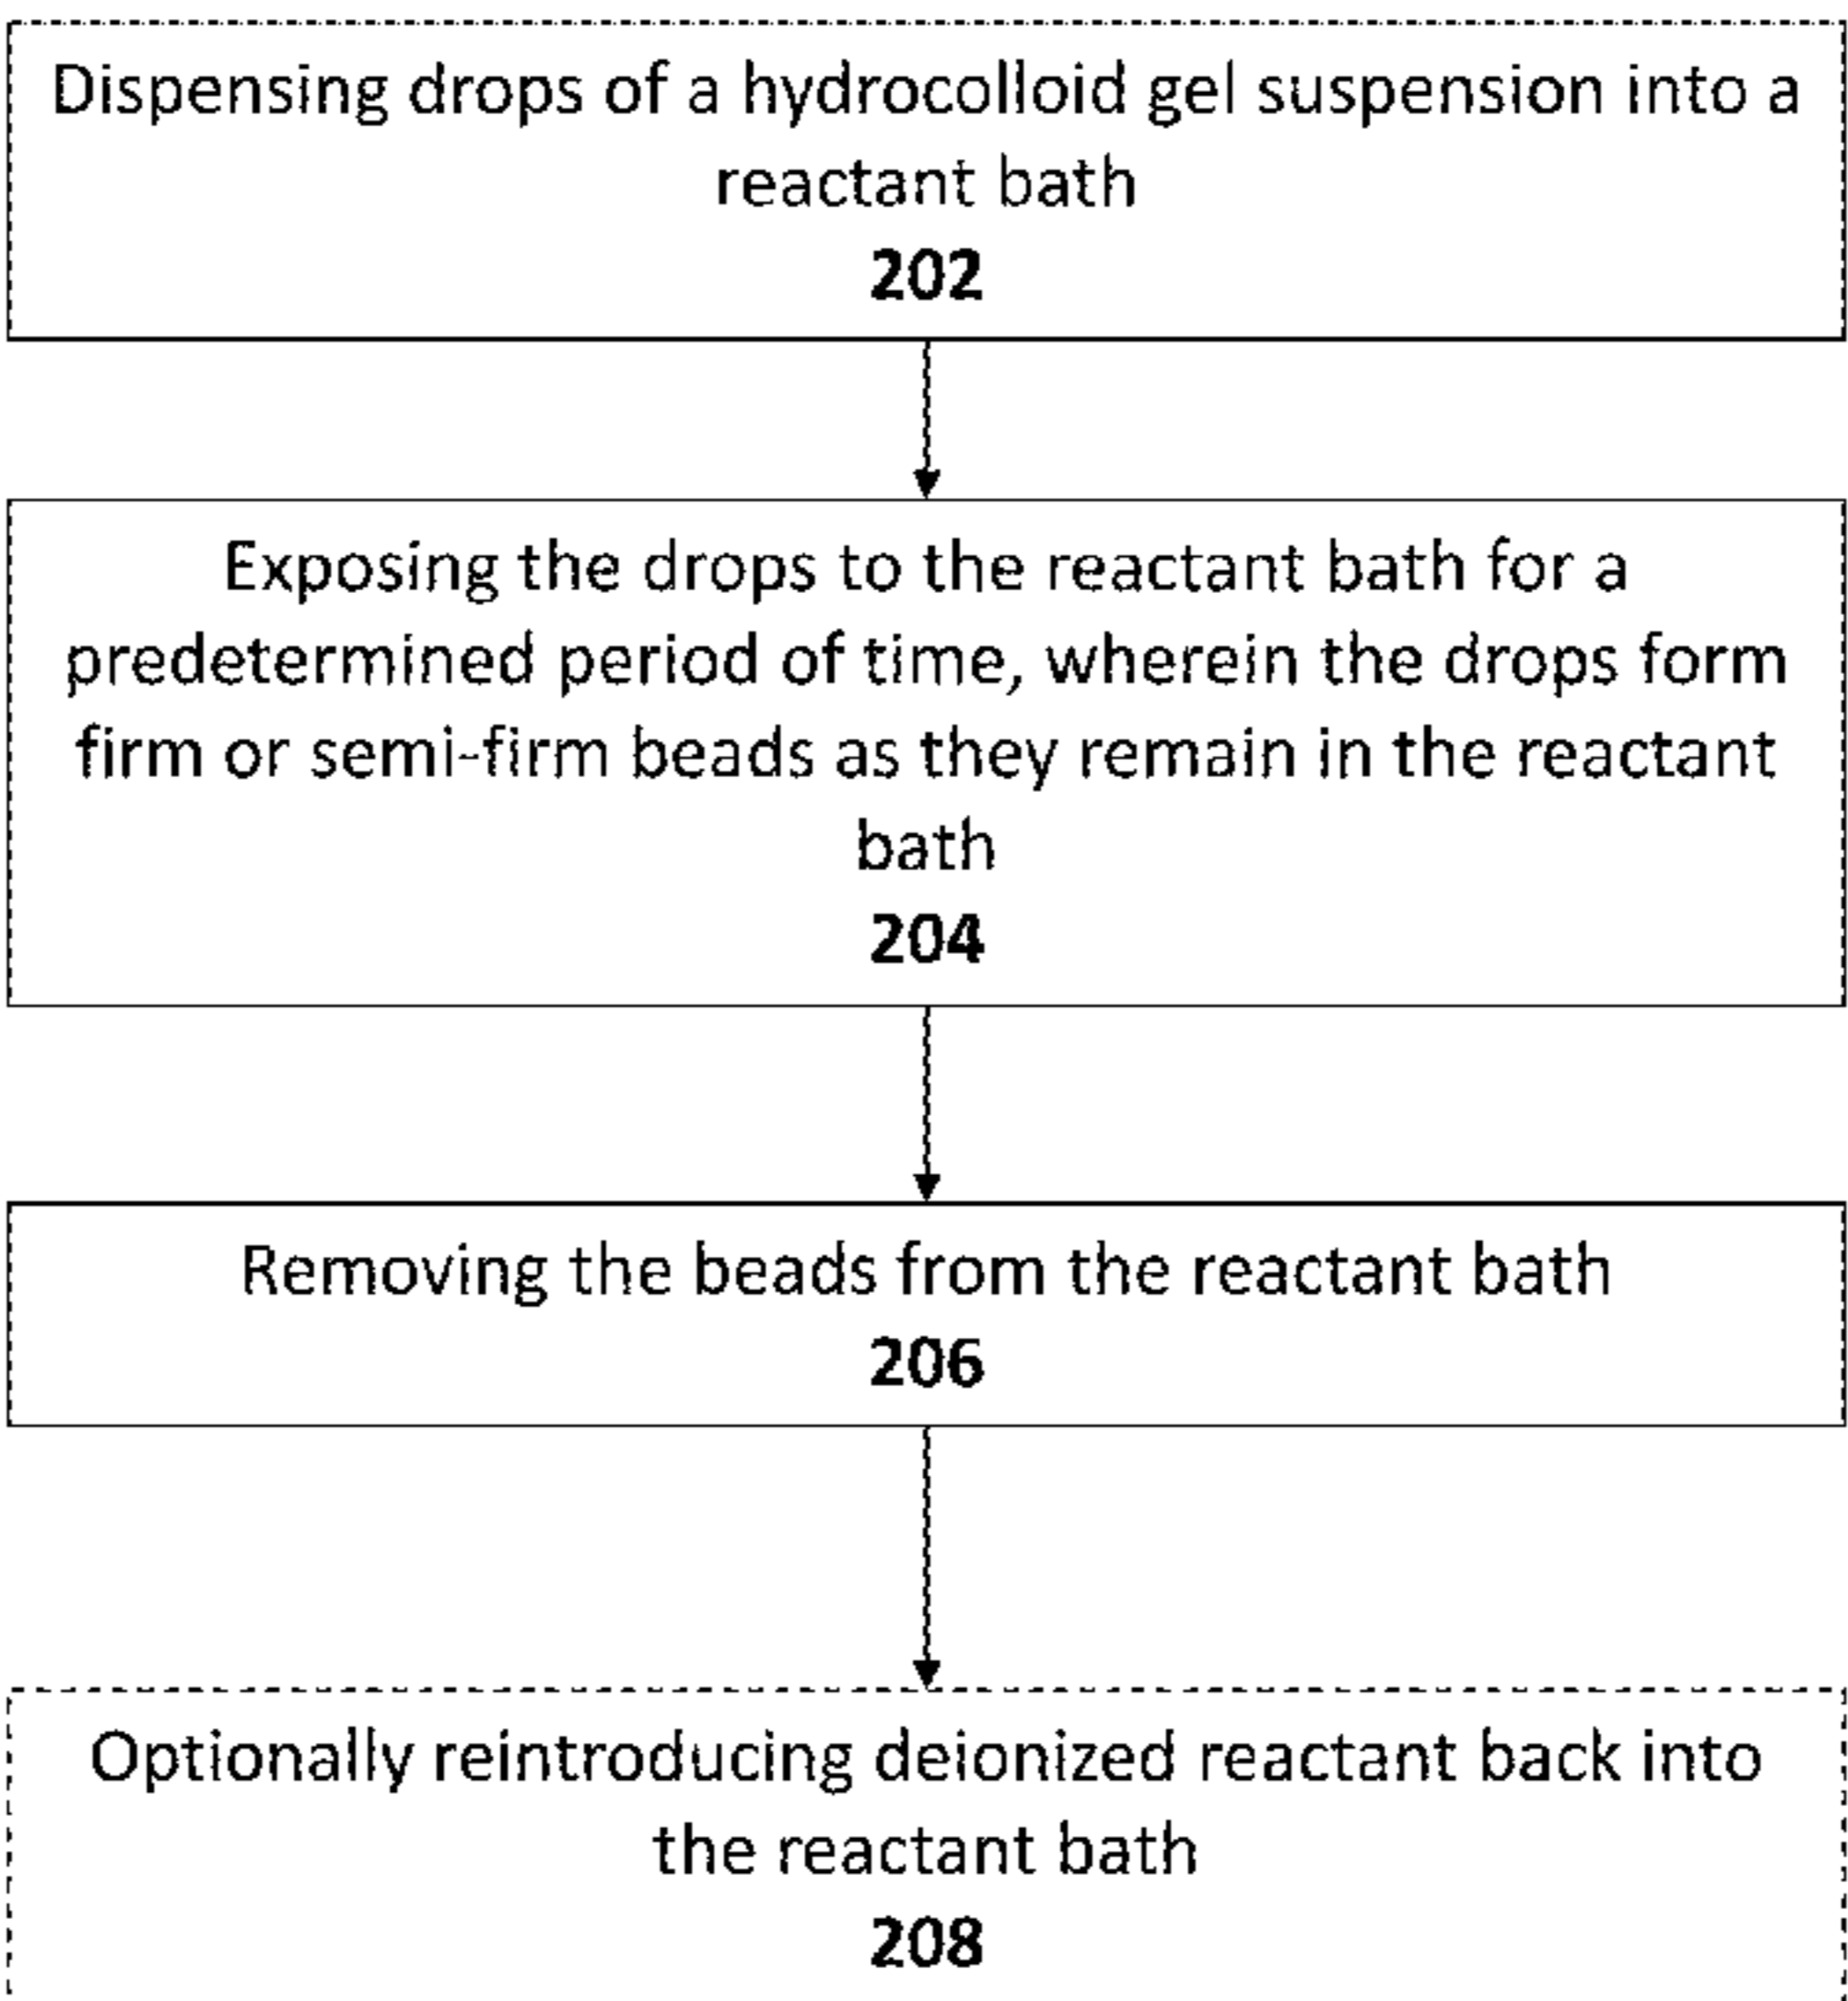 Dispensing drops of a hydrocolloid gel suspension into a
reactant bath
202
Exposing the drops to the reactant bath for a
predetermined period of time, wherein the drops form
firm or semi-firm beads as they remain in the reactant
bath
204
Removing the beads from the reactant bath
206
Optionally reintroducing deionized reactant back into
the reactant bath
208